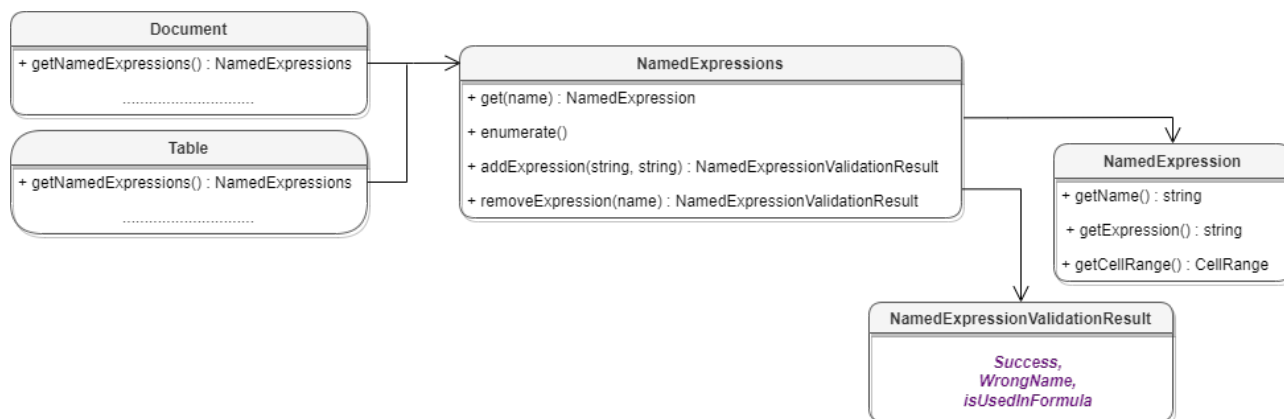 Document
+ getNamedExpressions() : NamedExpressions
..............................
Table
+ getNamedExpressions() : NamedExpressions
..............................
NamedExpressions
+ get(name) : NamedExpression
+ enumerate()
+ addExpression(string, string) : NamedExpressionValidationResult
+ removeExpression(name) : NamedExpressionValidationResult
NamedExpression
+ getName() : string
+ getExpression() : string
+ getCellRange() : CellRange
NamedExpressionValidationResult
Success,
WrongName,
isUsedInFormula